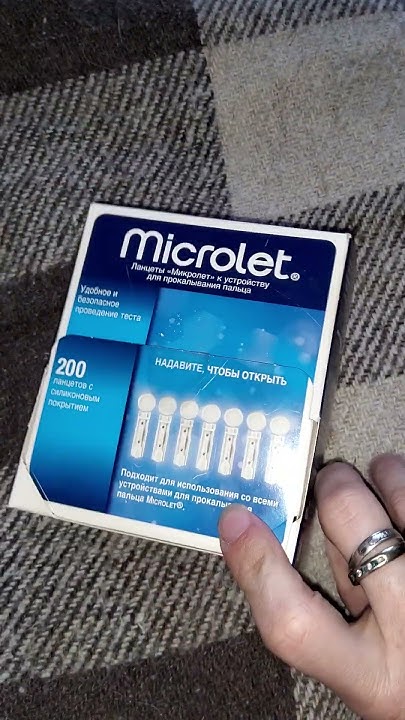 microlet®
Ланцеты «Микролет» к устройству
для прокалывания пальца
Удобное и
безопасное
проведение теста
НАДАВИТЕ, ЧТОБЫ ОТКРЫТЬ
200
ланцетов с
силиконовым
покрытием
Подходит для использования со всеми
устройствами для прокалывания
пальца MICROLET®.